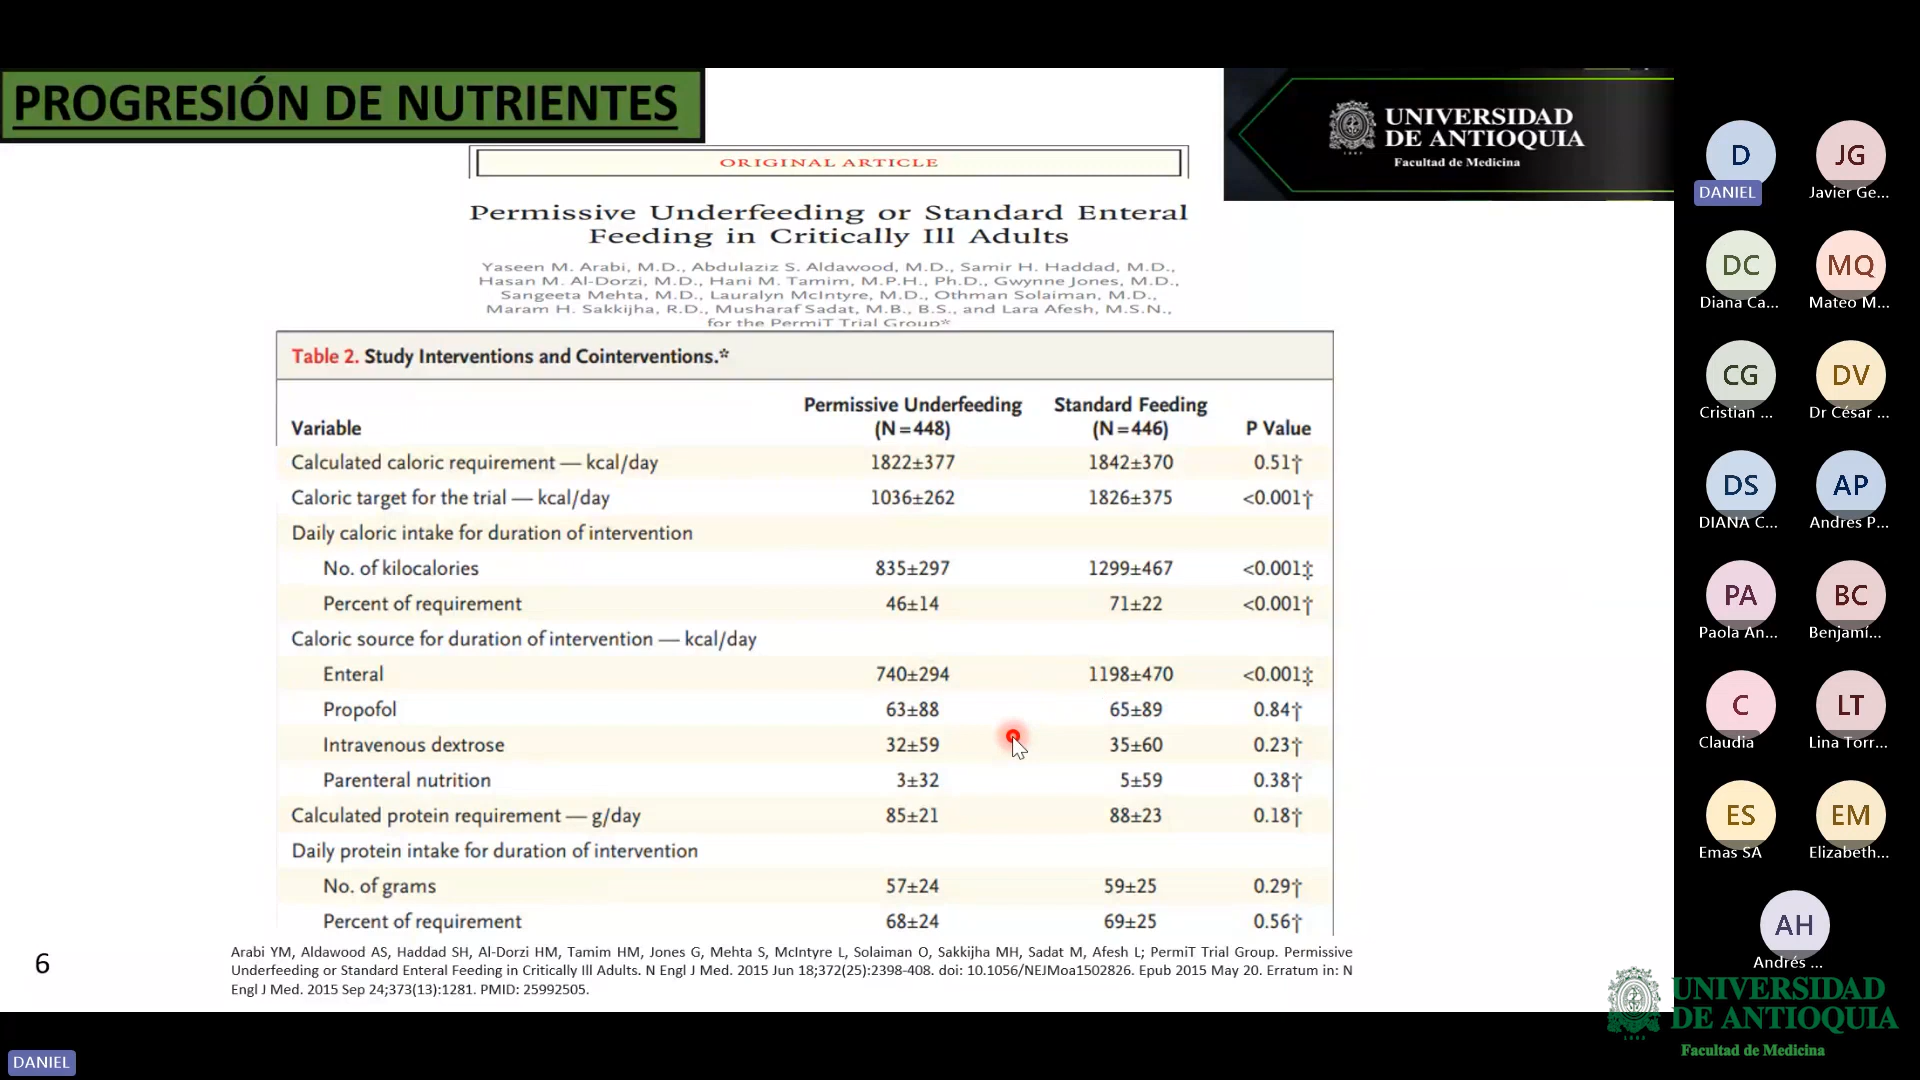 PROGRESIÓN DE NUTRIENTES
UNIVERSIDAD
DE ANTIOQUIA
1803
Facultad de Medicina
ORIGINAL ARTICLE
Permissive Underfeeding or Standard Enteral
Feeding in Critically Ill Adults
Yaseen M. Arabi, M.D., Abdulaziz S. Aldawood, M.D., Samir H. Haddad, M.D.,
Hasan M. Al-Dorzi, M.D., Hani M. Tamim, M.P.H., Ph.D., Gwynne Jones, M.D.,
Sangeeta Mehta, M.D., Lauralyn McIntyre, M.D., Othman Solaiman, M.D.,
Maram H. Sakkijha, R.D., Musharaf Sadat, M.B., B.S., and Lara Afesh, M.S.N.,
for the PermiT Trial Group*
Table 2. Study Interventions and Cointerventions.*
Variable Permissive Underfeeding (N=448) Standard Feeding (N=446) P Value
Calculated caloric requirement — kcal/day 1822±377 1842±370 0.51†
Caloric target for the trial — kcal/day 1036±262 1826±375 <0.001†
Daily caloric intake for duration of intervention
No. of kilocalories 835±297 1299±467 <0.001‡
Percent of requirement 46±14 71±22 <0.001†
Caloric source for duration of intervention — kcal/day
Enteral 740±294 1198±470 <0.001‡
Propofol 63±88 65±89 0.84†
Intravenous dextrose 32±59 35±60 0.23†
Parenteral nutrition 3±32 5±59 0.38†
Calculated protein requirement — g/day 85±21 88±23 0.18†
Daily protein intake for duration of intervention
No. of grams 57±24 59±25 0.29†
Percent of requirement 68±24 69±25 0.56†
6
Arabi YM, Aldawood AS, Haddad SH, Al-Dorzi HM, Tamim HM, Jones G, Mehta S, McIntyre L, Solaiman O, Sakkijha MH, Sadat M, Afesh L; PermiT Trial Group. Permissive
Underfeeding or Standard Enteral Feeding in Critically Ill Adults. N Engl J Med. 2015 Jun 18;372(25):2398-408. doi: 10.1056/NEJMoa1502826. Epub 2015 May 20. Erratum in: N
Engl J Med. 2015 Sep 24;373(13):1281. PMID: 25992505.
D JG
DANIEL Javier Ge...
DC MQ
Diana Ca... Mateo M...
CG DV
Cristian ... Dr César ...
DS AP
DIANA C... Andres P...
PA BC
Paola An... Benjamí...
C LT
Claudia Lina Torr...
ES EM
Emas SA Elizabeth...
AH
Andrés ...
UNIVERSIDAD
DE ANTIOQUIA
1803
Facultad de Medicina
DANIEL